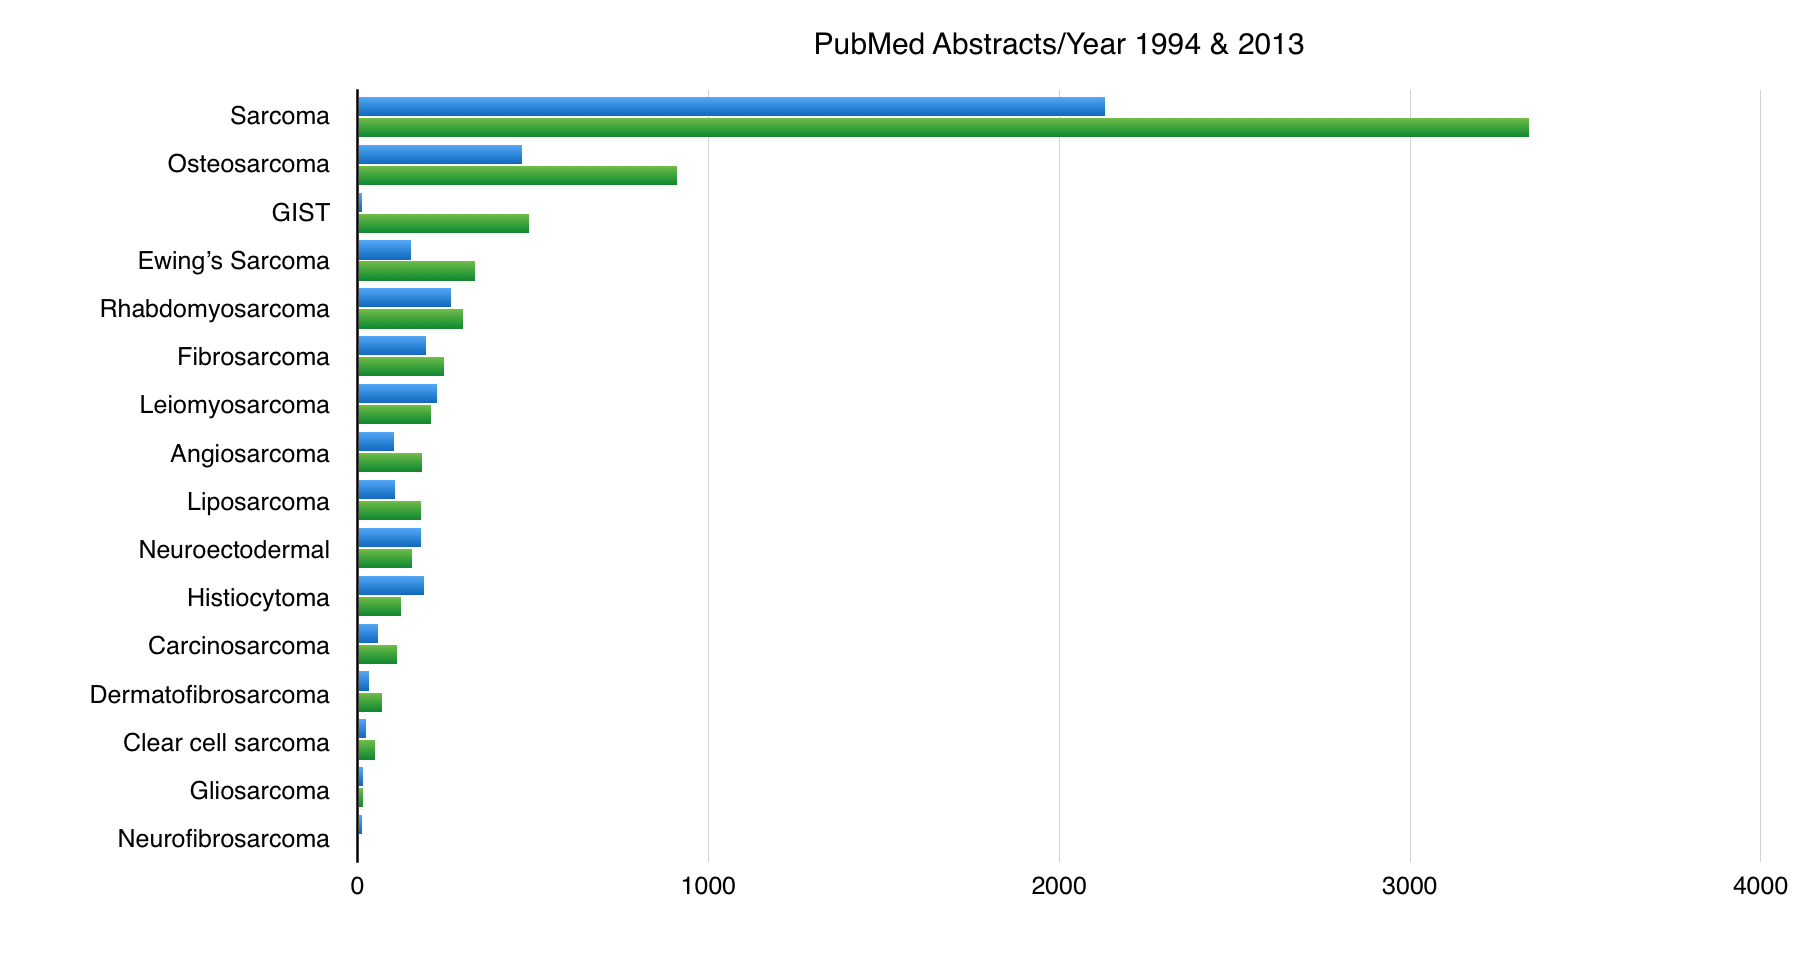 PubMed Abstracts/Year 1994 & 2013
Sarcoma
Osteosarcoma
GIST
Ewing’s Sarcoma
Rhabdomyosarcoma
Fibrosarcoma
Leiomyosarcoma
Angiosarcoma
Liposarcoma
Neuroectodermal
Histiocytoma
Carcinosarcoma
Dermatofibrosarcoma
Clear cell sarcoma
Gliosarcoma
Neurofibrosarcoma
0 1000 2000 3000 4000